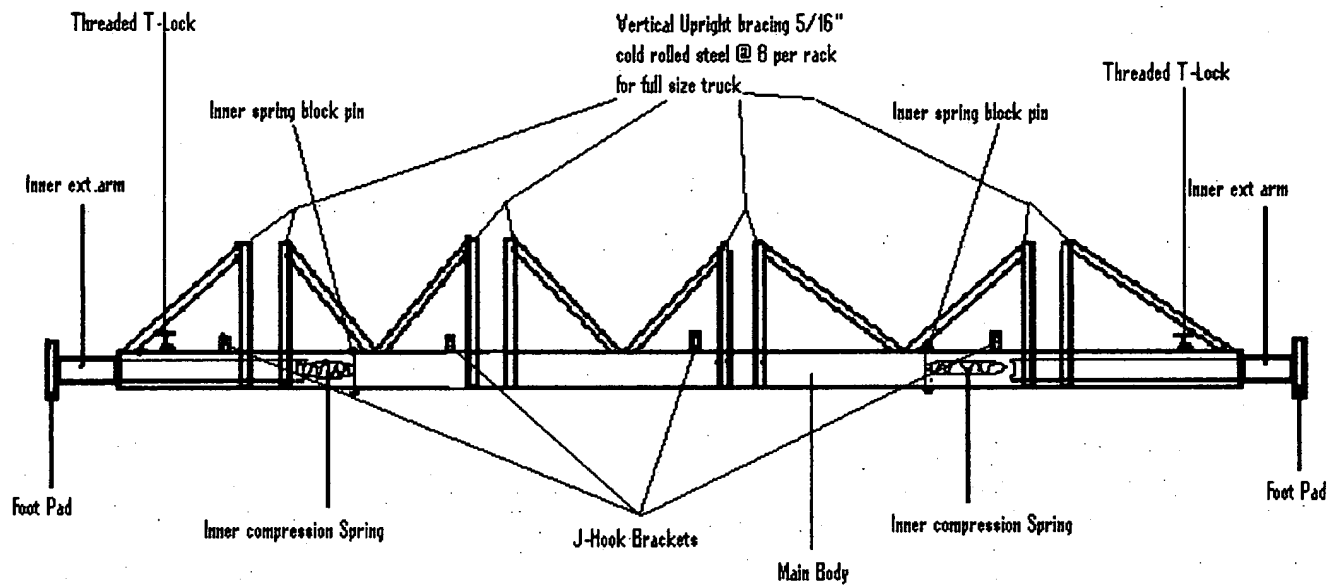 Threaded T-Lock
Vertical Upright bracing 5/16"
cold rolled steel @ 8 per rack
for full size truck
Threaded T-Lock
Inner spring block pin
Inner spring block pin
Inner ext.arm
Inner ext arm
Foot Pad
Inner compression Spring
J-Hook Brackets
Main Body
Inner compression Spring
Foot Pad